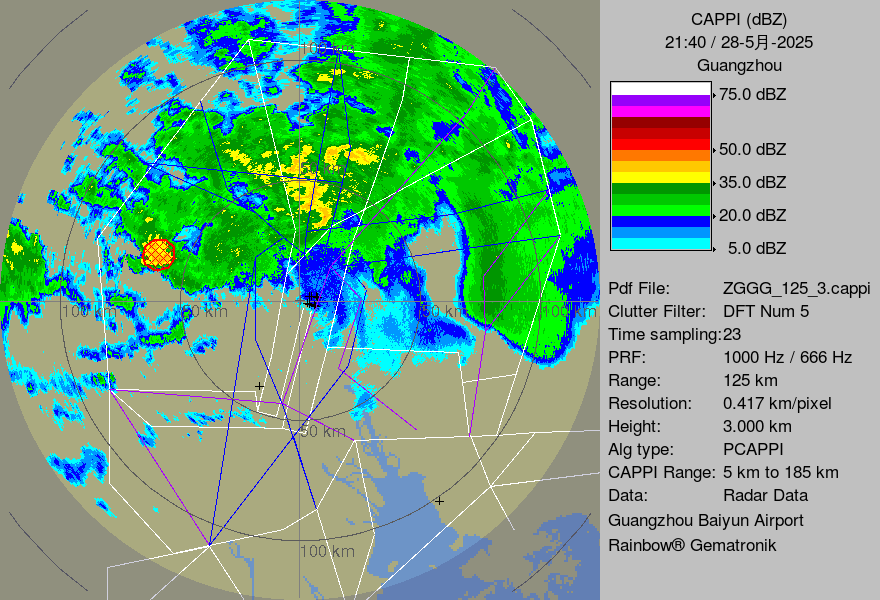 CAPPI (dBZ)
21:40 / 28-5月-2025
Guangzhou
75.0 dBZ
50.0 dBZ
35.0 dBZ
20.0 dBZ
5.0 dBZ
Pdf File: ZGGG_125_3.cappi
Clutter Filter: DFT Num 5
Time sampling:23
PRF: 1000 Hz / 666 Hz
Range: 125 km
Resolution: 0.417 km/pixel
Height: 3.000 km
Alg type: PCAPPI
CAPPI Range: 5 km to 185 km
Data: Radar Data
Guangzhou Baiyun Airport
Rainbow® Gematronik
100 km
50 km
100 km
50 km
100 km